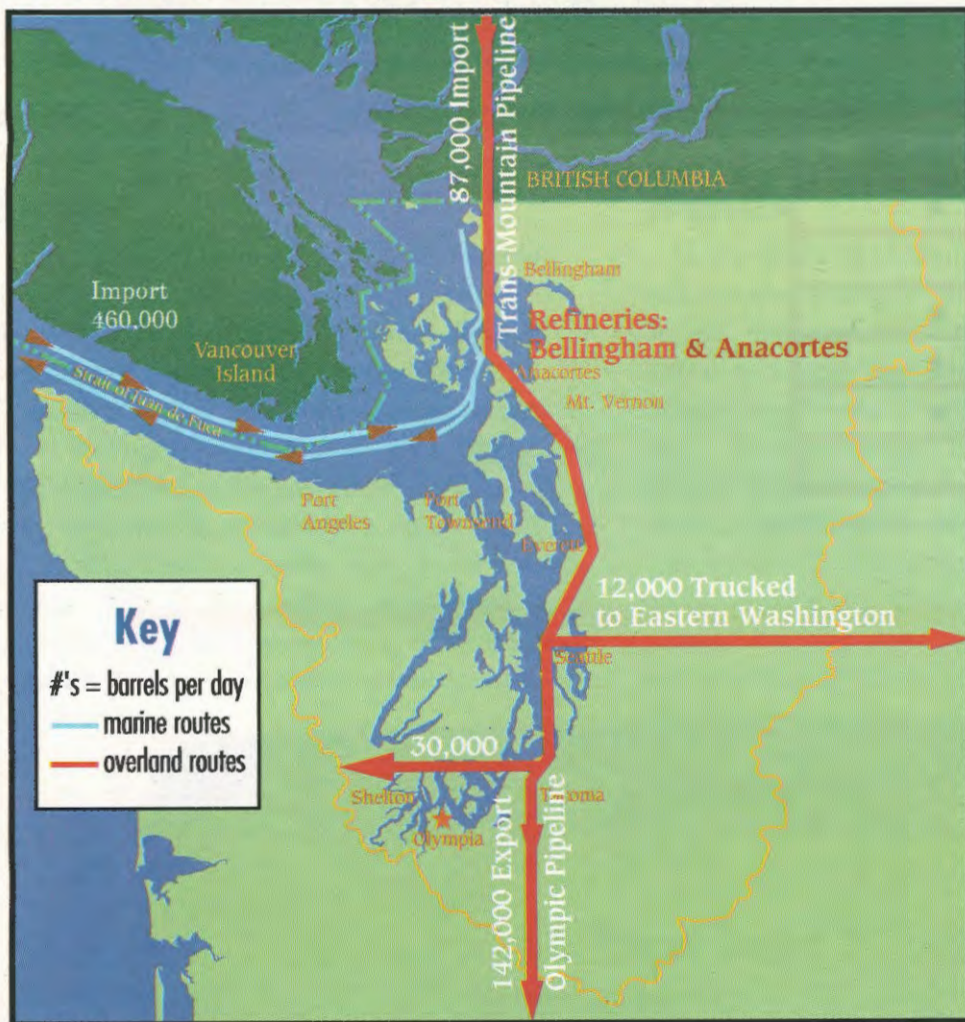 87,000 Import
Trans-Mountain Pipeline
BRITISH COLUMBIA
Bellingham
Import
460,000
Refineries:
Bellingham & Anacortes
Vancouver
Island
Anacortes
Strait of Juan de Fuca
Mt. Vernon
Port
Angeles
Port
Townsend
Everett
12,000 Trucked
to Eastern Washington
Seattle
Key
#'s = barrels per day
marine routes
overland routes
30,000
Shelton
Tacoma
Olympia
142,000 Export
Olympic Pipeline